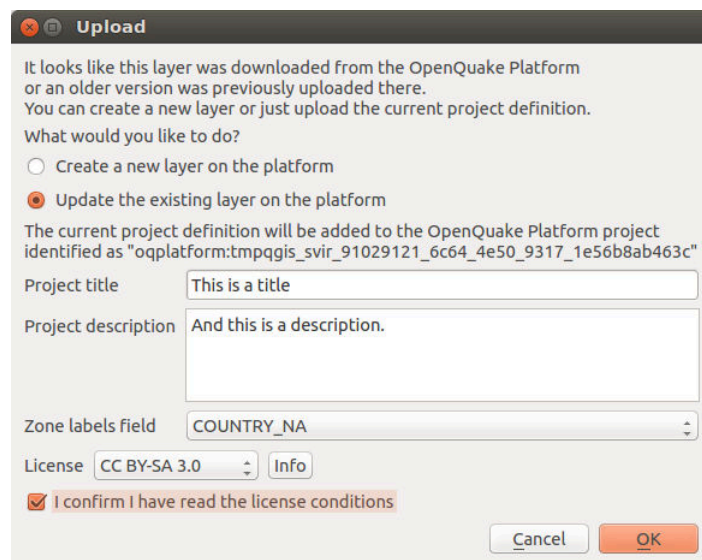 Upload
It looks like this layer was downloaded from the OpenQuake Platform
or an older version was previously uploaded there.
You can create a new layer or just upload the current project definition.
What would you like to do?
Create a new layer on the platform
Update the existing layer on the platform
The current project definition will be added to the OpenQuake Platform project
identified as "oqplatform:tmpqgis_svir_91029121_6c64_4e50_9317_1e56b8ab463c"
Project title This is a title
Project description And this is a description.
Zone labels field COUNTRY_NA
License CC BY-SA 3.0 Info
I confirm I have read the license conditions
Cancel OK